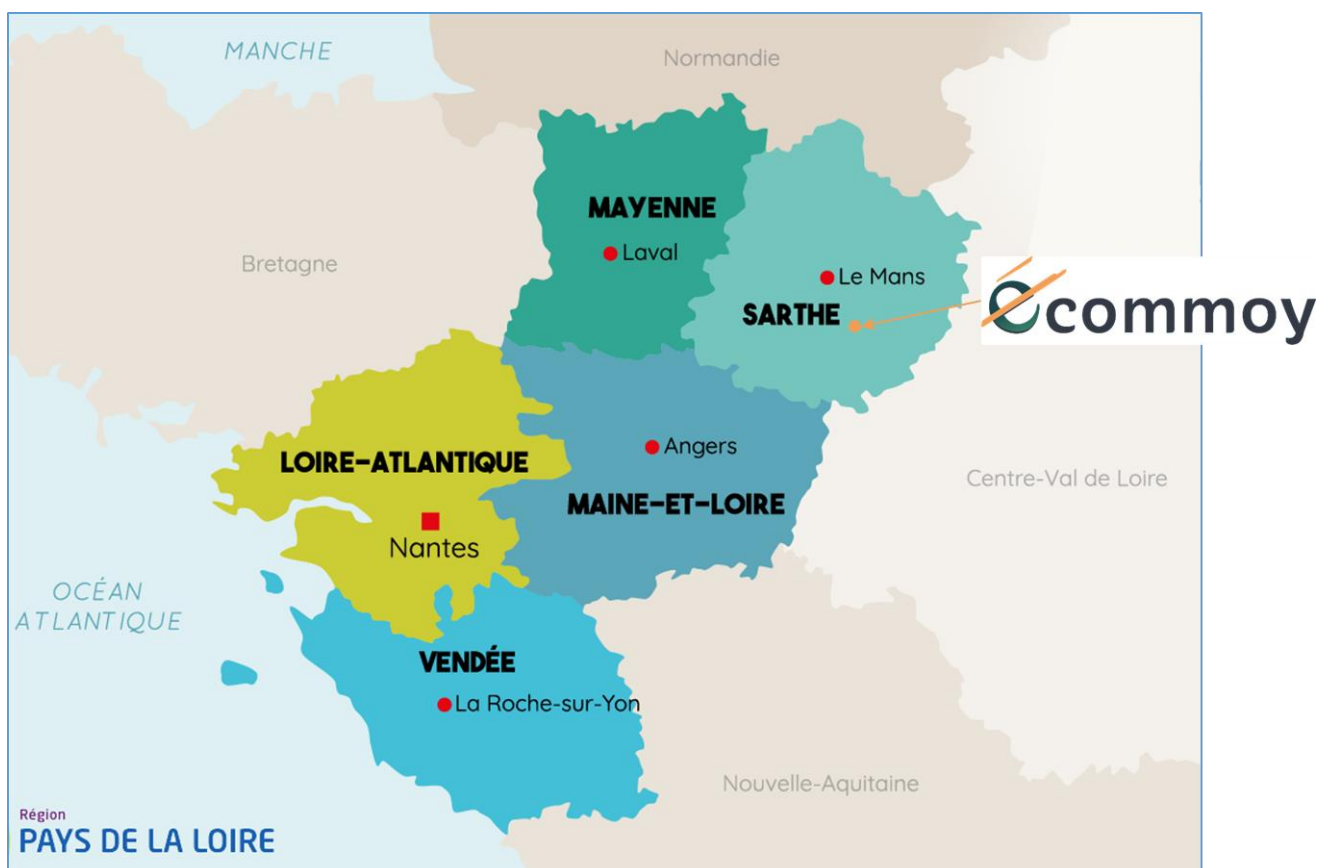 MANCHE
Normandie
MAYENNE
Bretagne
Laval
Le Mans
SARTHE
écommoy
LOIRE-ATLANTIQUE
Angers
Centre-Val de Loire
MAINE-ET-LOIRE
Nantes
OCÉAN
ATLANTIQUE
VENDÉE
La Roche-sur-Yon
Nouvelle-Aquitaine
Région
PAYS DE LA LOIRE